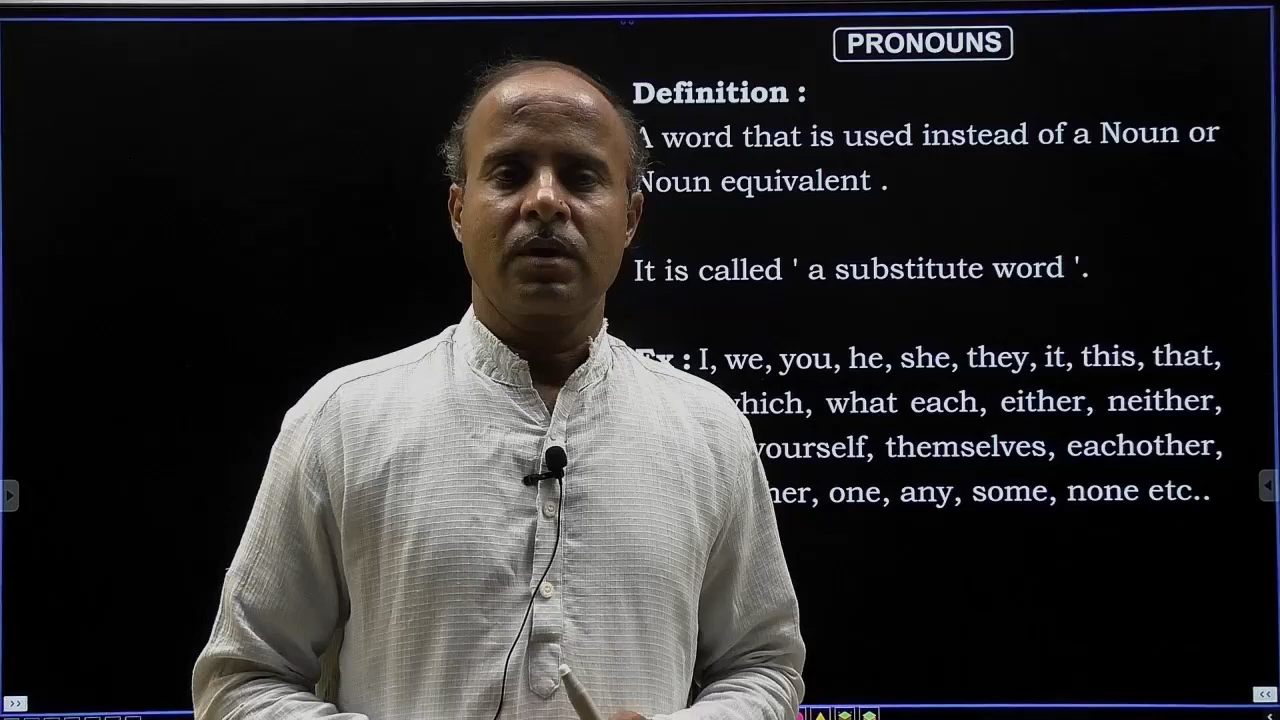 PRONOUNS
Definition :
A word that is used instead of a Noun or
Noun equivalent .
It is called ' a substitute word '.
Ex : I, we, you, he, she, they, it, this, that,
which, what each, either, neither,
yourself, themselves, eachother,
one, any, some, none etc..